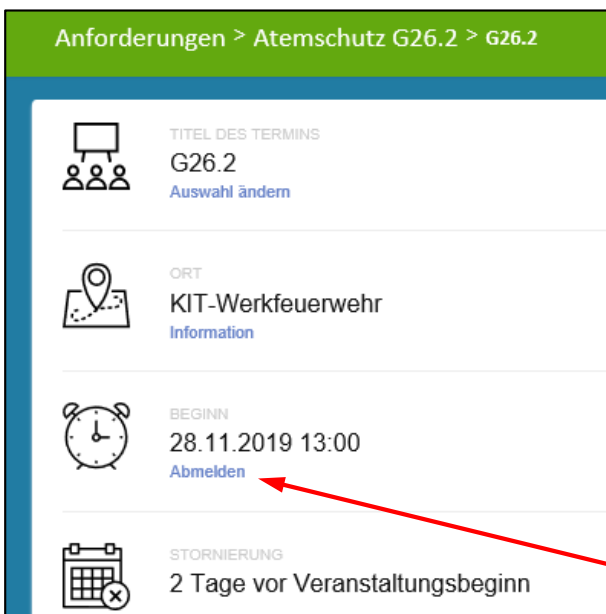 Anforderungen > Atemschutz G26.2 > G26.2
TITEL DES TERMINS
G26.2
Auswahl ändern
ORT
KIT-Werkfeuerwehr
Information
BEGINN
28.11.2019 13:00
Abmelden
STORNIERUNG
2 Tage vor Veranstaltungsbeginn